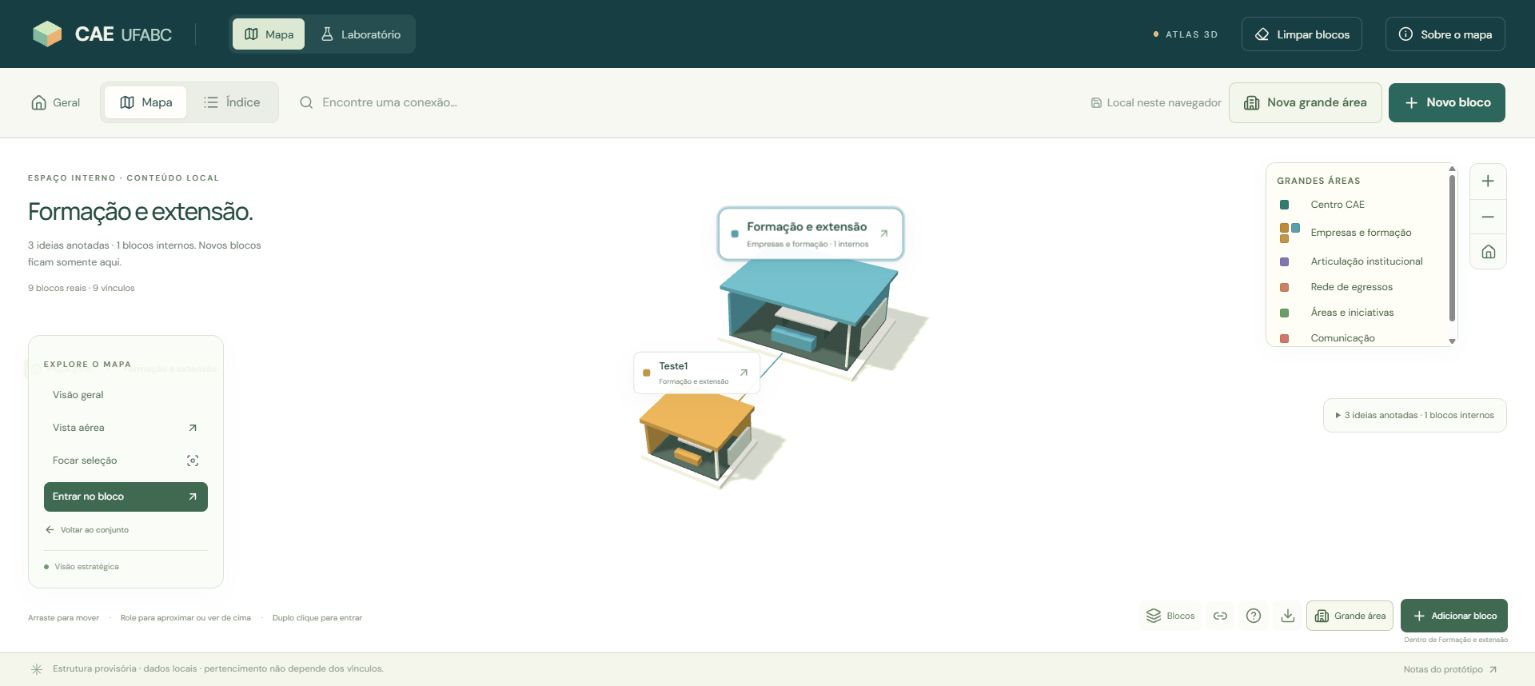 CAE UFABC
Mapa
Laboratório
ATLAS 3D
Limpar blocos
Sobre o mapa
Geral
Mapa
Índice
Encontre uma conexão...
Local neste navegador
Nova grande área
Novo bloco
ESPAÇO INTERNO · CONTEÚDO LOCAL
Formação e extensão.
3 ideias anotadas · 1 blocos internos. Novos blocos
ficam somente aqui.
9 blocos reais · 9 vínculos
EXPLORE O MAPA
Formação e extensão
Visão geral
Vista aérea
Focar seleção
Entrar no bloco
Voltar ao conjunto
Visão estratégica
Formação e extensão
Empresas e formação · 1 internos
Teste1
Formação e extensão
GRANDES ÁREAS
Centro CAE
Empresas e formação
Articulação institucional
Rede de egressos
Áreas e iniciativas
Comunicação
3 ideias anotadas · 1 blocos internos
Arraste para mover · Role para aproximar ou ver de cima · Duplo clique para entrar
Blocos
Grande área
Adicionar bloco
Dentro de Formação e extensão
Estrutura provisória · dados locais · pertencimento não depende dos vínculos.
Notas do protótipo